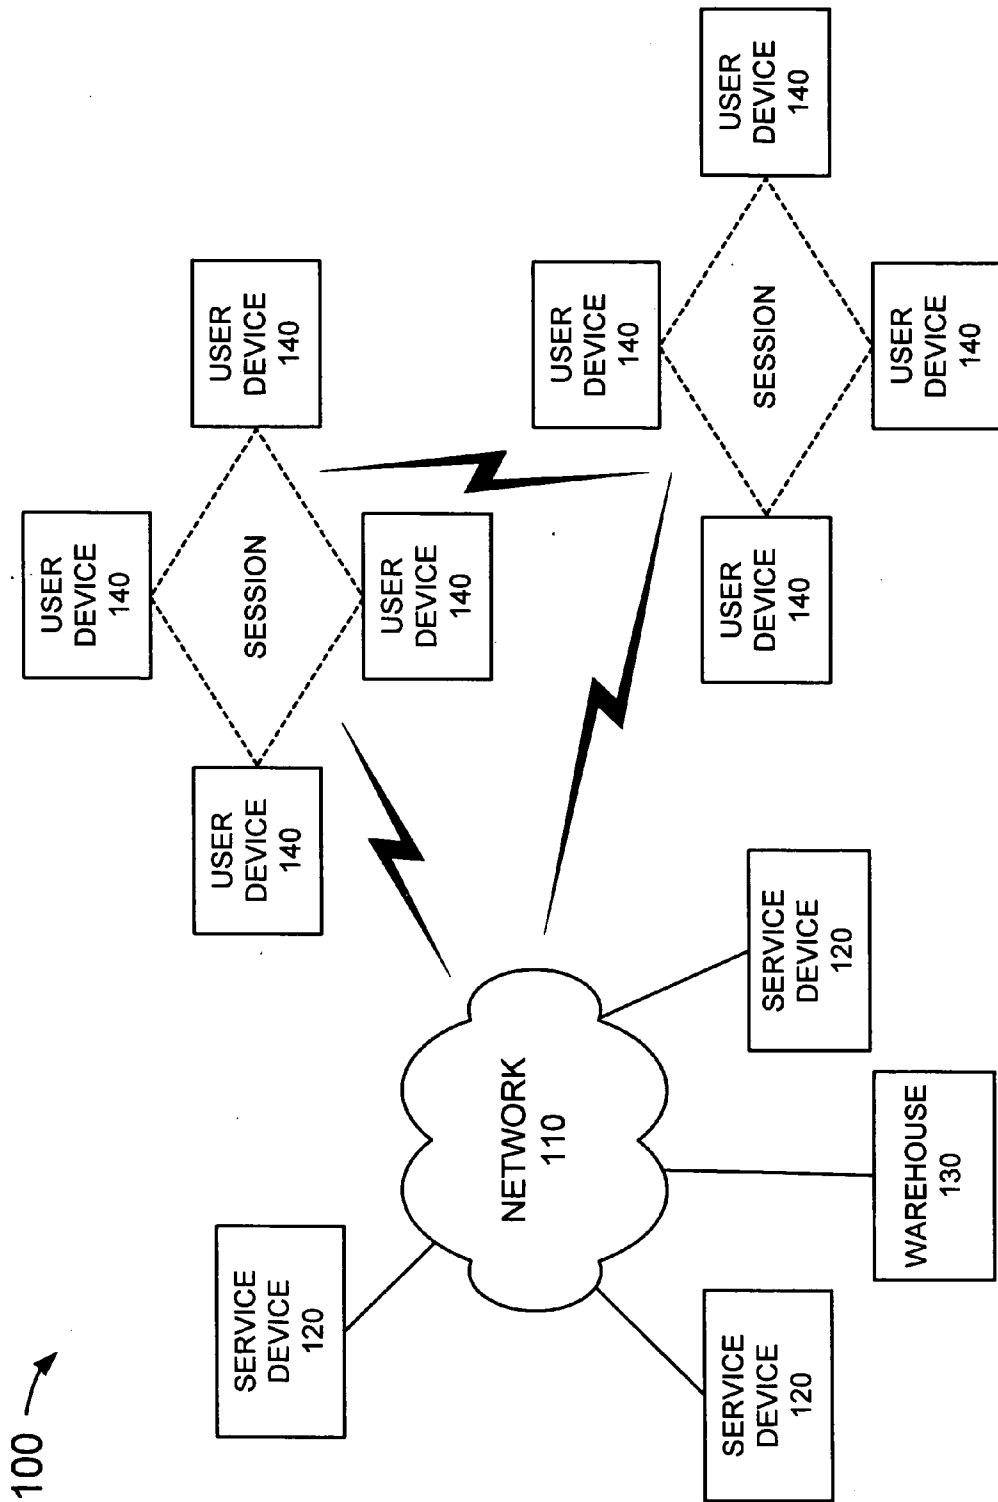 100
USER
DEVICE
140
SERVICE
DEVICE
120
USER
DEVICE
140
SESSION
USER
DEVICE
140
USER
DEVICE
140
NETWORK
110
USER
DEVICE
140
SERVICE
DEVICE
120
SERVICE
DEVICE
120
USER
DEVICE
140
SESSION
USER
DEVICE
140
WAREHOUSE
130
USER
DEVICE
140